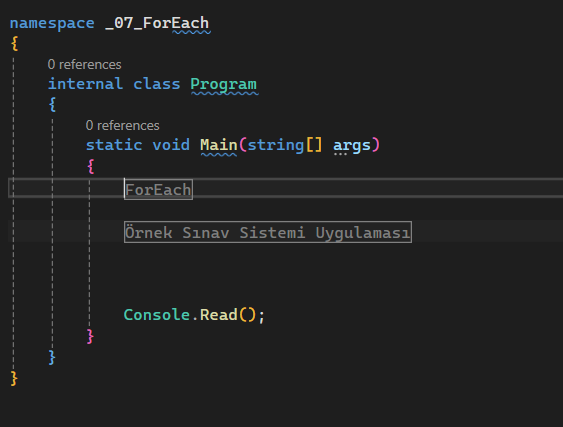 namespace _07_ForEach
{
0 references
internal class Program
{
0 references
static void Main(string[] args)
{
ForEach
Örnek Sınav Sistemi Uygulaması
Console.Read();
}
}
}